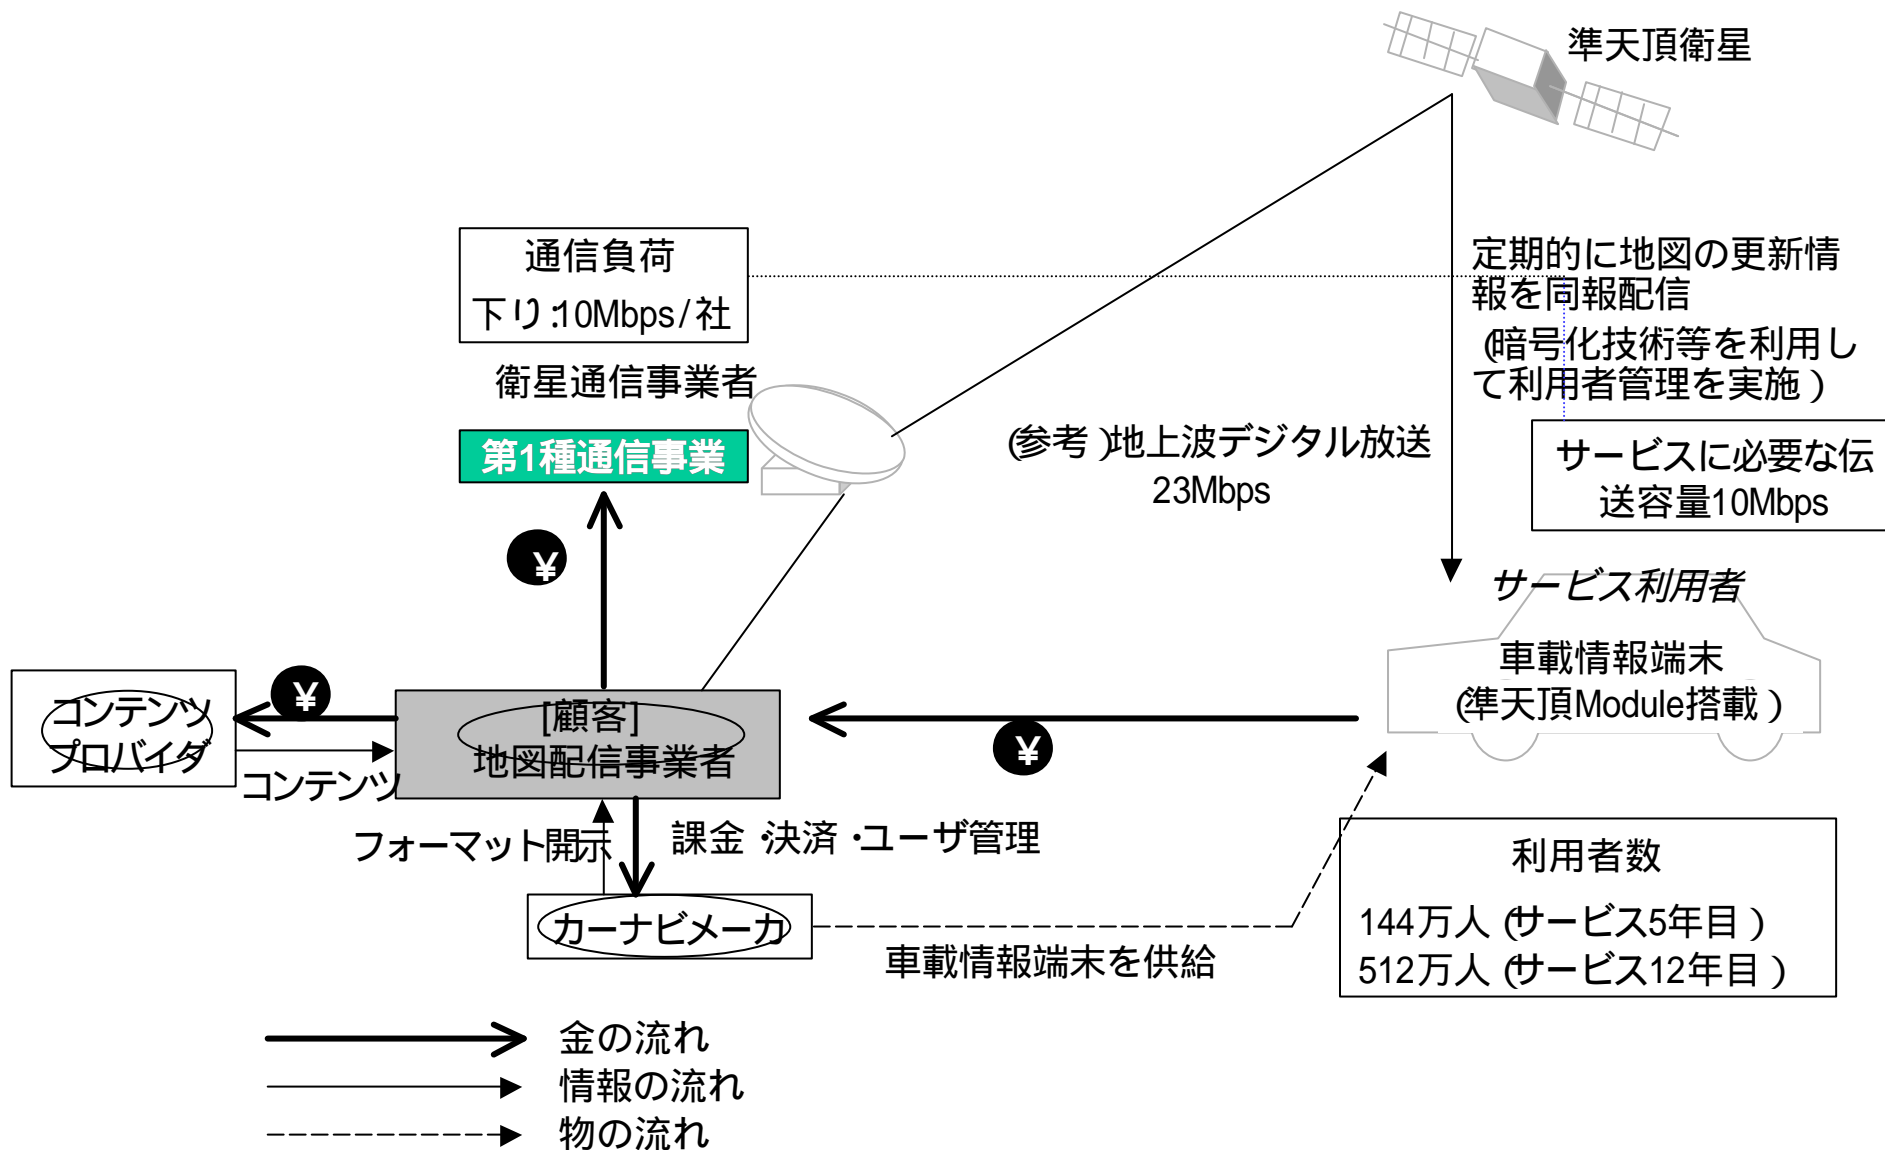 準天頂衛星
通信負荷
下り:10Mbps/社
定期的に地図の更新情
報を同報配信
(暗号化技術等を利用し
て利用者管理を実施)
衛星通信事業者
第1種通信事業
(参考)地上波デジタル放送
23Mbps
サービスに必要な伝
送容量10Mbps
¥
サービス利用者
車載情報端末
(準天頂Module搭載)
コンテンツ
プロバイダ
¥
[顧客]
地図配信事業者
¥
コンテンツ
フォーマット開示
課金・決済・ユーザ管理
カーナビメーカ
車載情報端末を供給
利用者数
144万人(サービス5年目)
512万人(サービス12年目)
金の流れ
情報の流れ
物の流れ